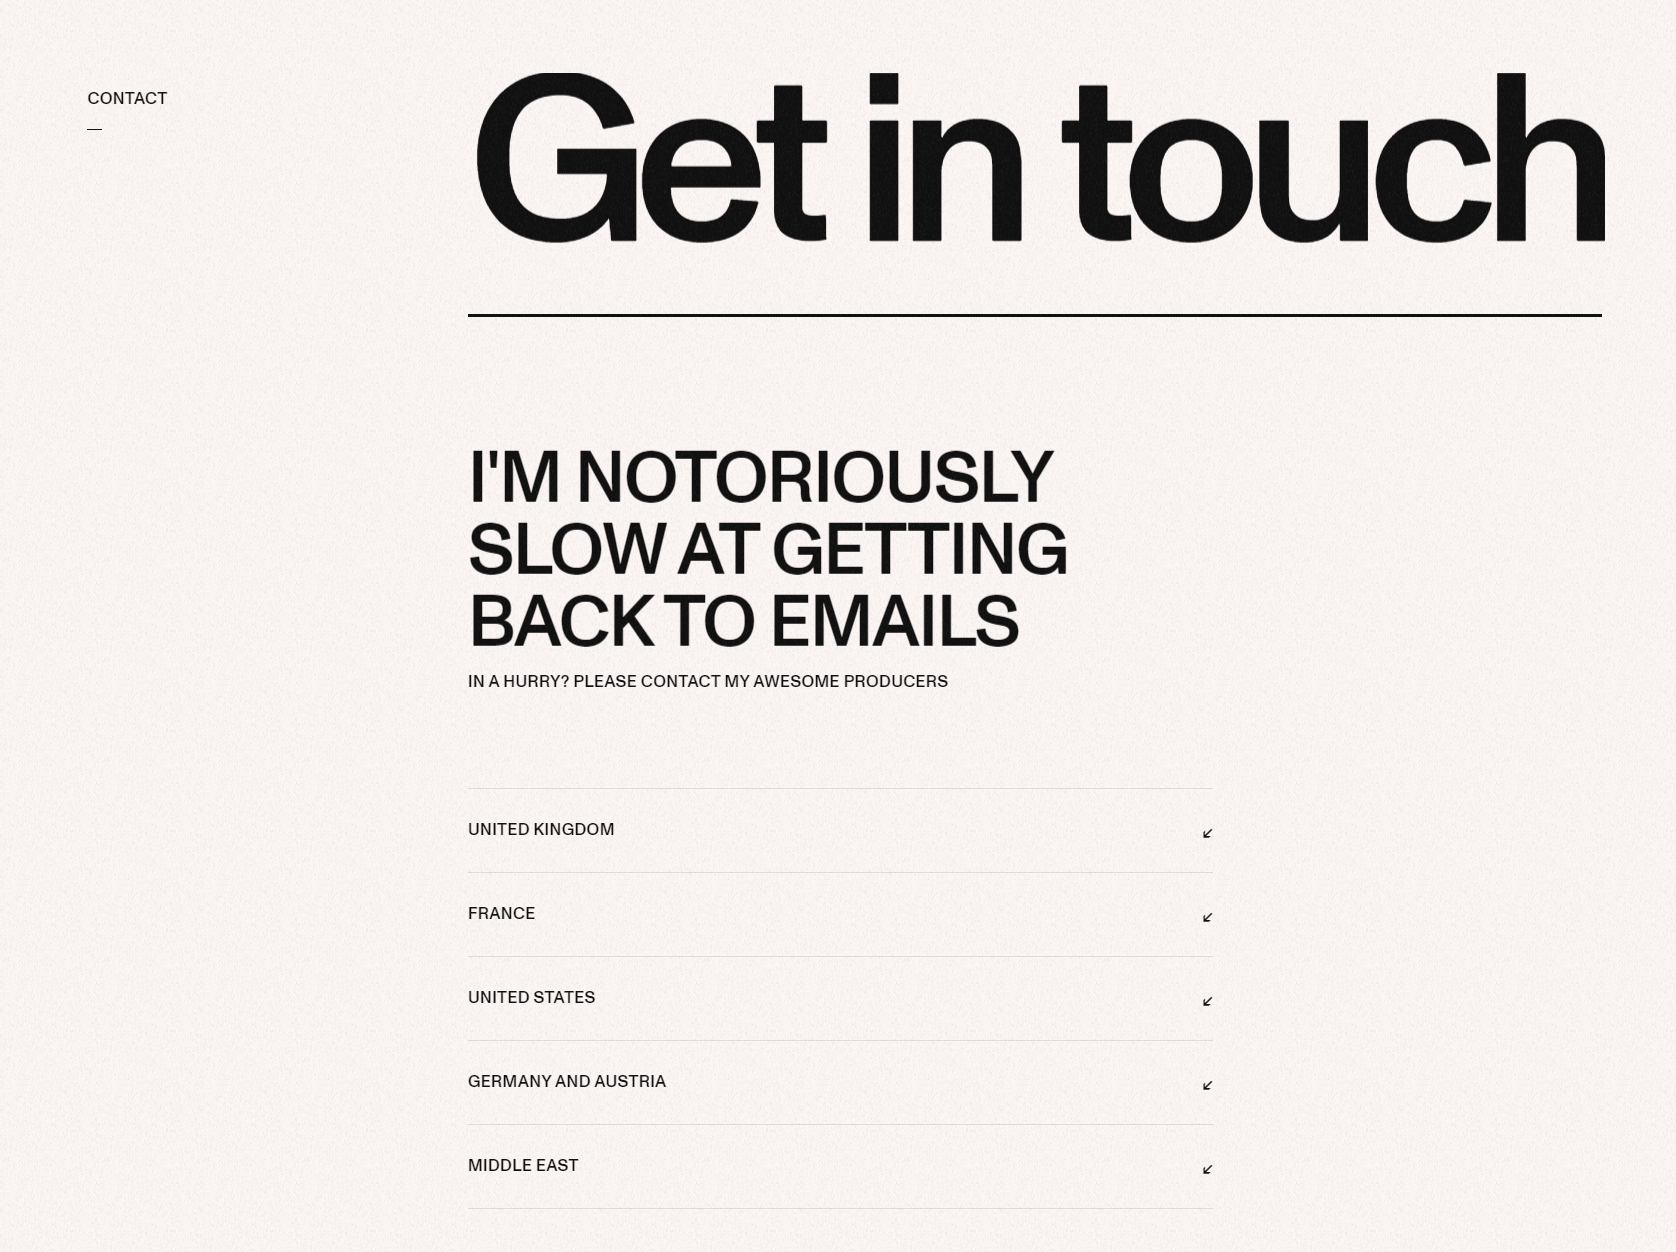 CONTACT
—
Get in touch
I'M NOTORIOUSLY
SLOW AT GETTING
BACK TO EMAILS
IN A HURRY? PLEASE CONTACT MY AWESOME PRODUCERS
UNITED KINGDOM ↙
FRANCE ↙
UNITED STATES ↙
GERMANY AND AUSTRIA ↙
MIDDLE EAST ↙